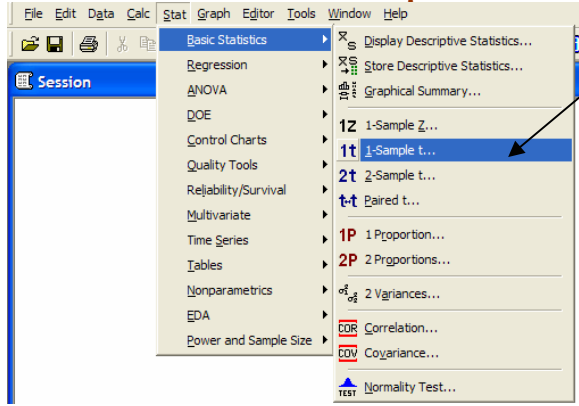 File Edit Data Calc Stat Graph Editor Tools Window Help
Session
Basic Statistics
Regression
ANOVA
DOE
Control Charts
Quality Tools
Reliability/Survival
Multivariate
Time Series
Tables
Nonparametrics
EDA
Power and Sample Size
x̄s Display Descriptive Statistics...
x̄s Store Descriptive Statistics...
Graphical Summary...
1Z 1-Sample Z...
1t 1-Sample t...
2t 2-Sample t...
t-t Paired t...
1P 1 Proportion...
2P 2 Proportions...
2 Variances...
COR Correlation...
COV Covariance...
TEST Normality Test...